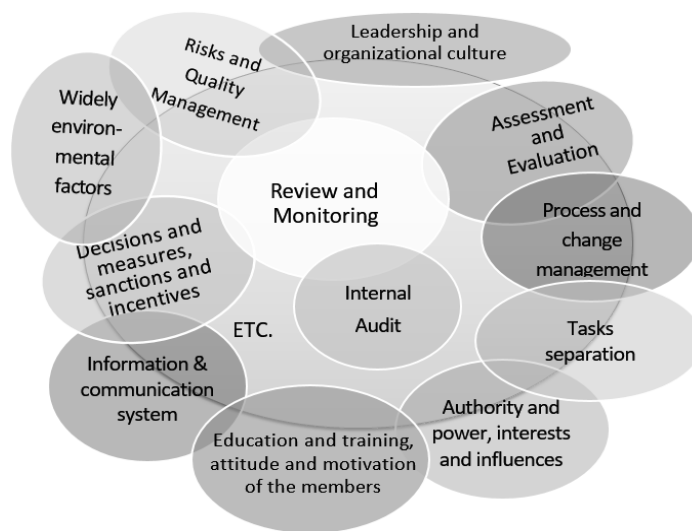 Leadership and
organizational culture
Risks and
Quality
Management
Widely
environ-
mental
factors
Assessment
and
Evaluation
Review and
Monitoring
Process and
change
management
Decisions and
measures,
sanctions and
incentives
Internal
Audit
ETC.
Tasks
separation
Information &
communication
system
Authority and
power, interests
and influences
Education and training,
attitude and motivation
of the members